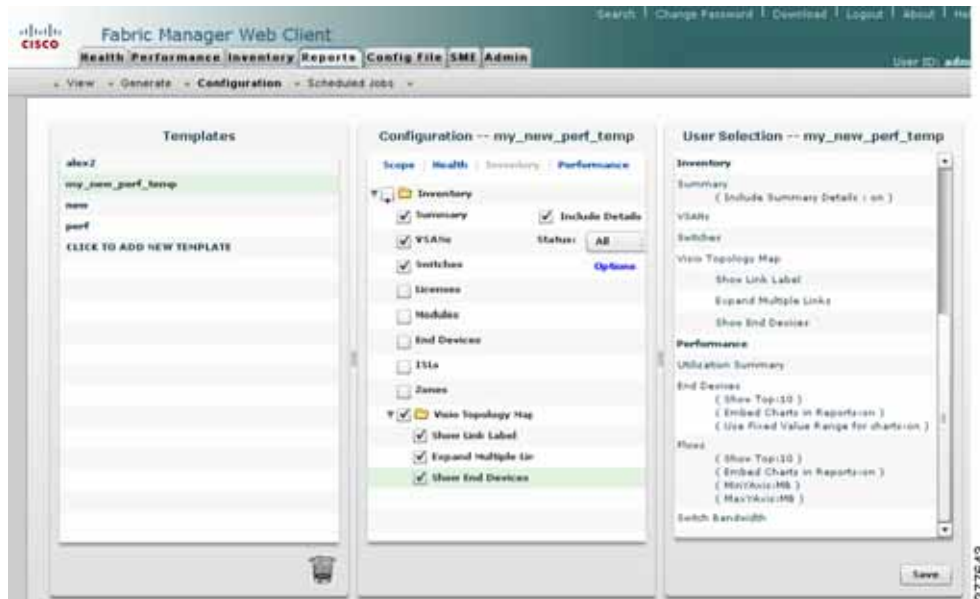 Search | Change Password | Download | Logout | About |
CISCO
Fabric Manager Web Client
Health Performance Inventory Reports Config File SME Admin
User ID:
View Generate Configuration Scheduled Jobs
Templates
alex2
my_new_perf_temp
new
perf
CLICK TO ADD NEW TEMPLATE
Configuration -- my_new_perf_temp
Scope | Health | Inventory | Performance
Inventory
Summary Include Details
VSANs Status: All
Switches Options
Licenses
Modules
End Devices
ISLs
Zones
Visio Topology Map
Show Link Label
Expand Multiple Lin
Show End Devices
User Selection -- my_new_perf_temp
Inventory
Summary
( Include Summary Details : on )
VSANs
Switches
Visio Topology Map
Show Link Label
Expand Multiple Links
Show End Devices
Performance
Utilization Summary
End Devices
( Show Top:10 )
( Embed Charts in Reports:on )
( Use Fixed Value Range for charts:on )
Flows
( Show Top:10 )
( Embed Charts in Reports:on )
( MinYAxis:MB )
( MaxYAxis:MB )
Switch Bandwidth
Save